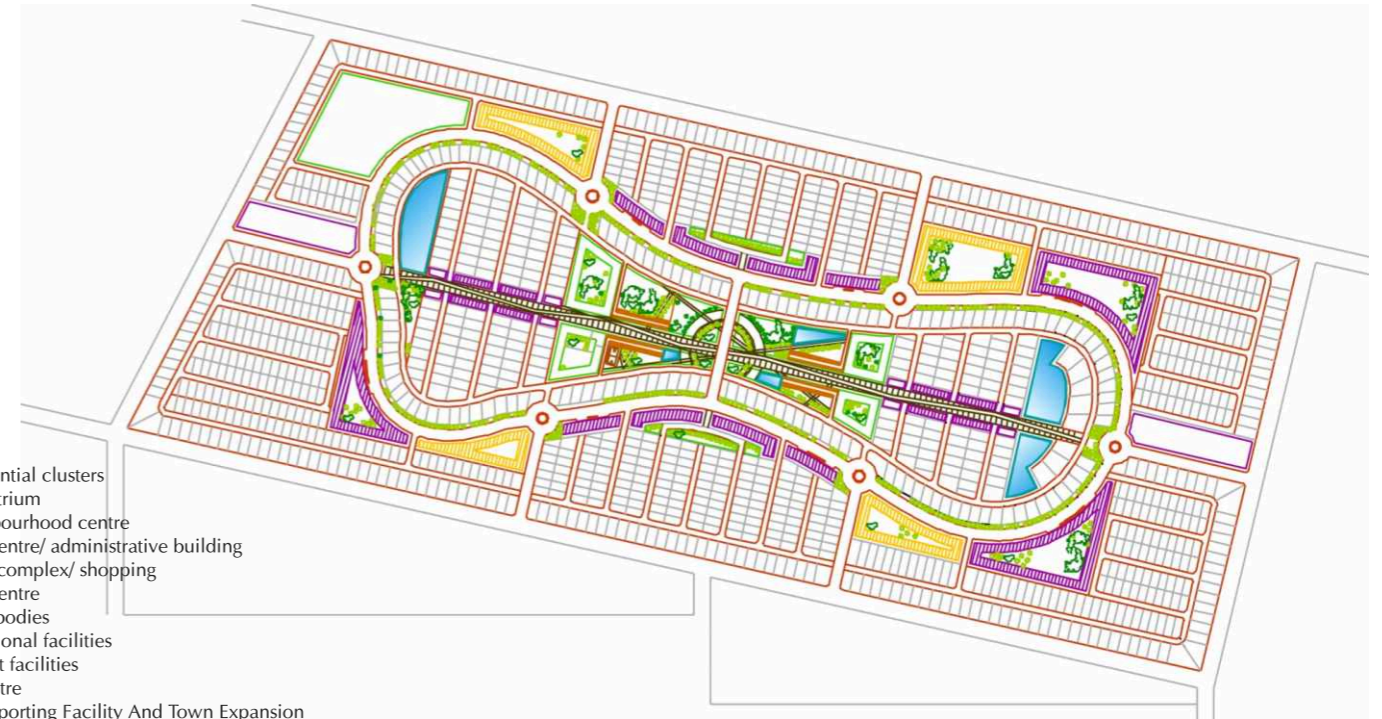 ntial clusters
trium
bourhood centre
entre/ administrative building
complex/ shopping
entre
bodies
onal facilities
t facilities
tre
porting Facility And Town Expansion